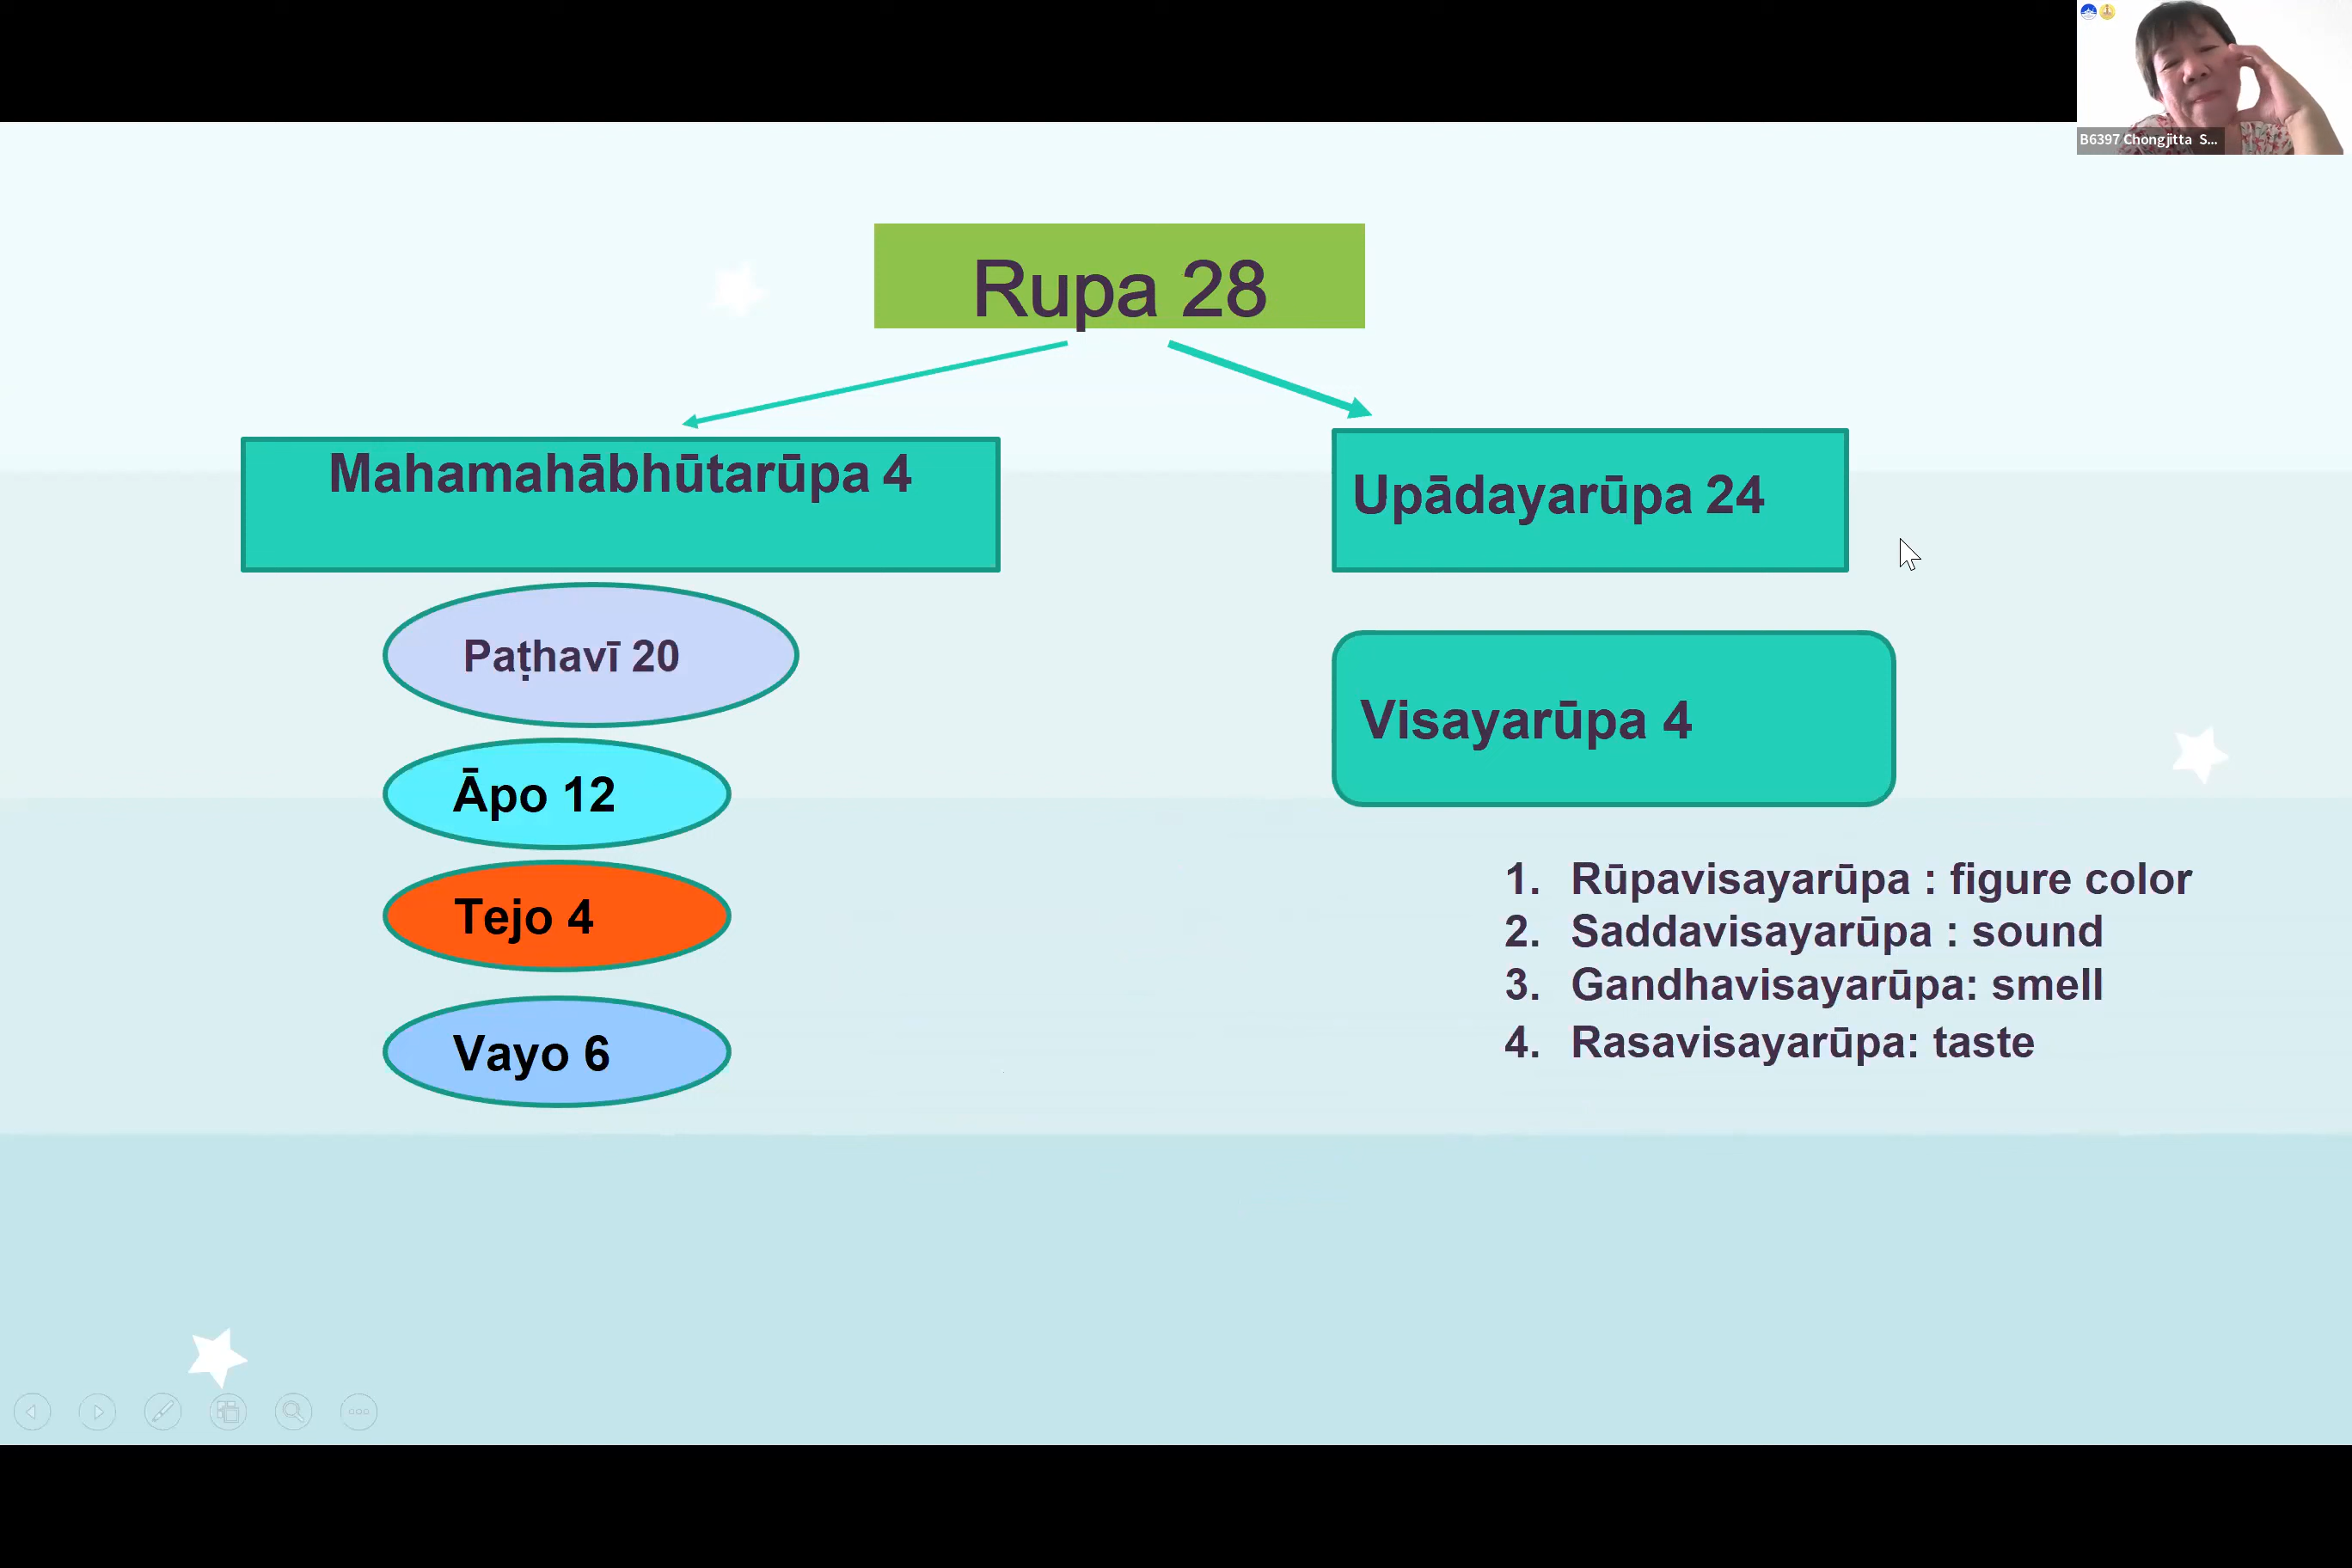 B6397 Chongjitta S...
Rupa 28
Mahamahābhūtarūpa 4
Upādayarūpa 24
Paṭhavī 20
Āpo 12
Tejo 4
Vayo 6
Visayarūpa 4
1. Rūpavisayarūpa : figure color
2. Saddavisayarūpa : sound
3. Gandhavisayarūpa: smell
4. Rasavisayarūpa: taste